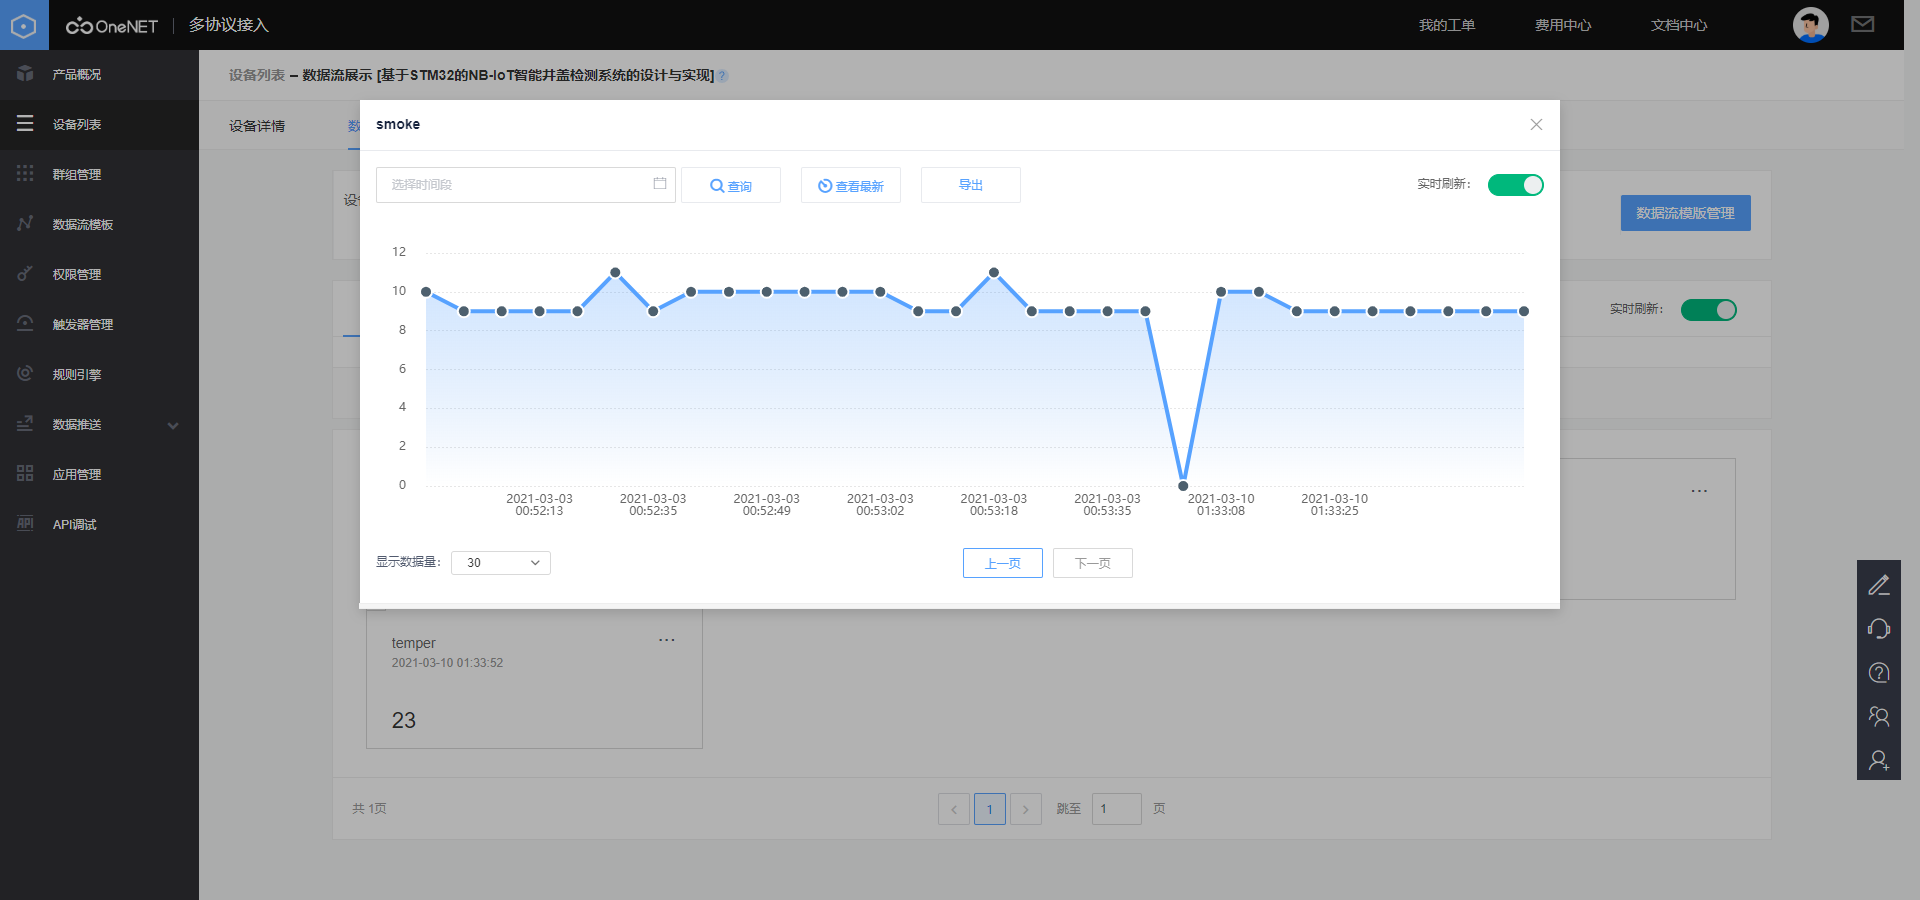 OneNET
多协议接入
我的工单
费用中心
文档中心
产品概况
设备列表
群组管理
数据流模板
权限管理
触发器管理
规则引擎
数据推送
应用管理
API
API调试
设备列表 – 数据流展示 [基于STM32的NB-IoT智能井盖检测系统的设计与实现] ?
设备详情
数
设
数据流模版管理
实时刷新：
smoke
选择时间段
查询
查看最新
导出
实时刷新：
12
10
8
6
4
2
0
2021-03-03 00:52:13
2021-03-03 00:52:35
2021-03-03 00:52:49
2021-03-03 00:53:02
2021-03-03 00:53:18
2021-03-03 00:53:35
2021-03-10 01:33:08
2021-03-10 01:33:25
显示数据量：
30
上一页
下一页
temper
2021-03-10 01:33:52
23
共 1页
1
跳至
1
页